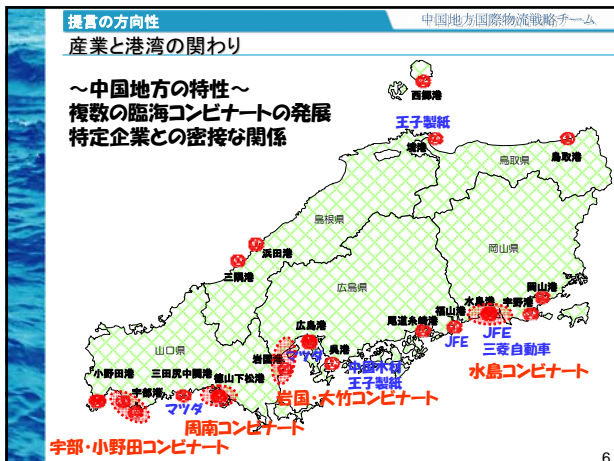 提言の方向性
中国地方国際物流戦略チーム
産業と港湾の関わり
～中国地方の特性～
複数の臨海コンビナートの発展
特定企業との密接な関係
西郷港
王子製紙
境港
鳥取港
鳥取県
島根県
岡山県
浜田港
三隅港
広島県
岡山港
水島港
宇野港
福山港
尾道糸崎港
広島港
JFE
JFE
三菱自動車
水島コンビナート
山口県
岩国港
マツダ
呉港
中国木材
王子製紙
小野田港
三田尻中関港
徳山下松港
宇部港
マツダ
岩国・大竹コンビナート
周南コンビナート
宇部・小野田コンビナート
6